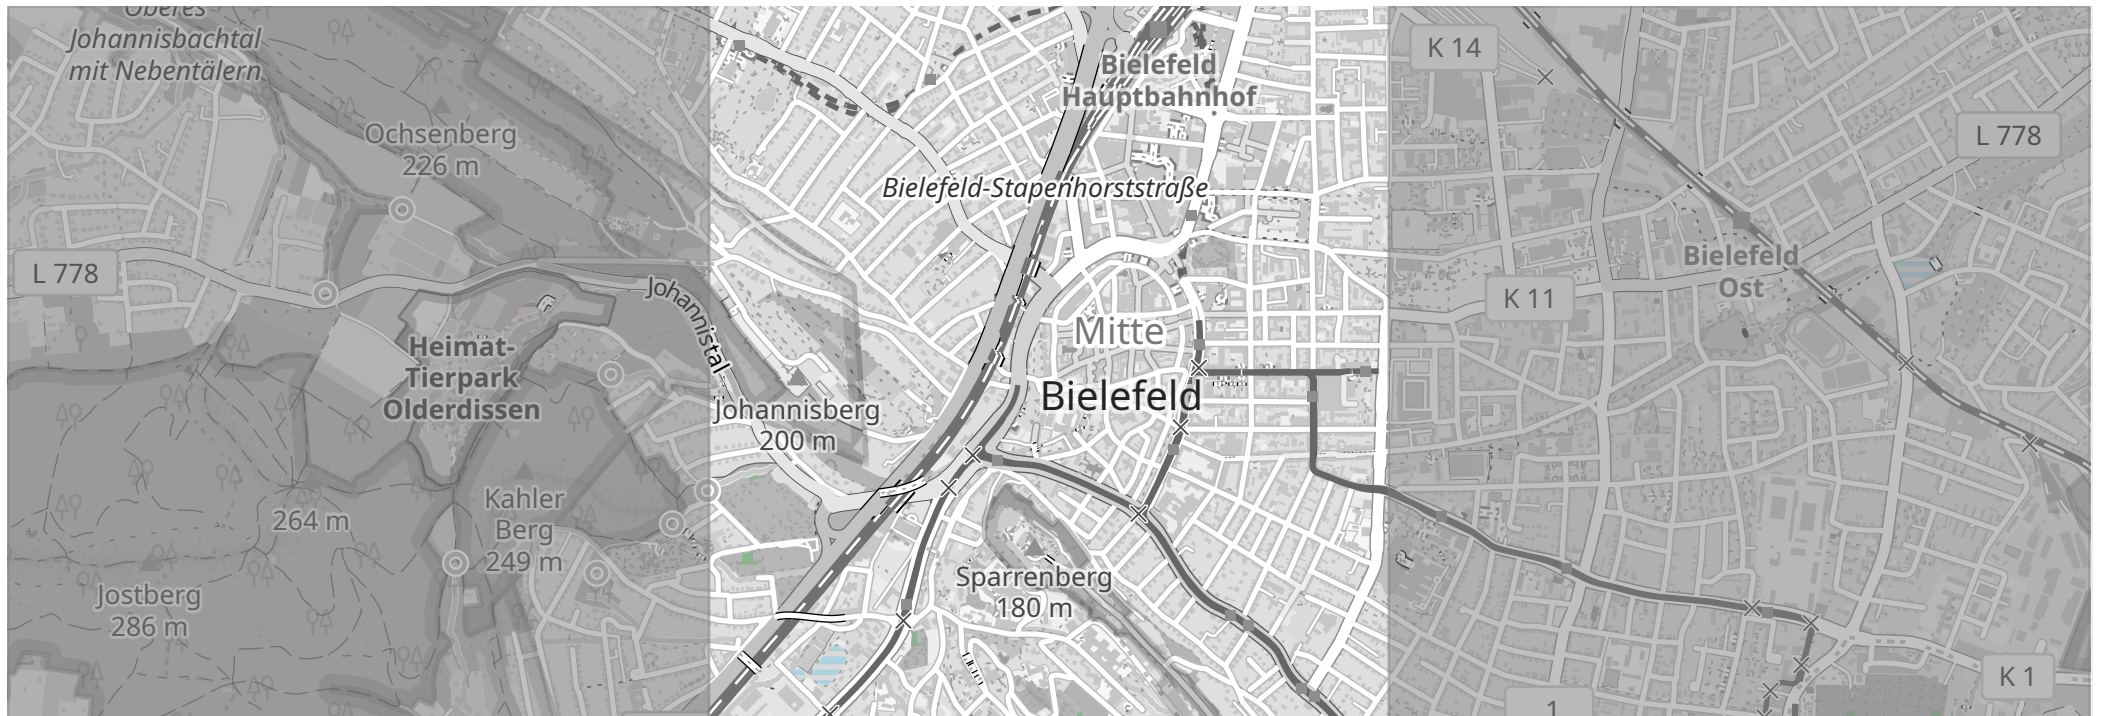 Oberes
Johannisbachtal
mit Nebentälern
Ochsenberg
226 m
L 778
Johannistal
Heimat-
Tierpark
Olderdissen
264 m
Kahler
Berg
249 m
Jostberg
286 m
Bielefeld
Hauptbahnhof
Bielefeld-Stapenhorststraße
Mitte
Bielefeld
Johannisberg
200 m
Sparrenberg
180 m
K 14
L 778
Bielefeld
Ost
K 11
K 1
1